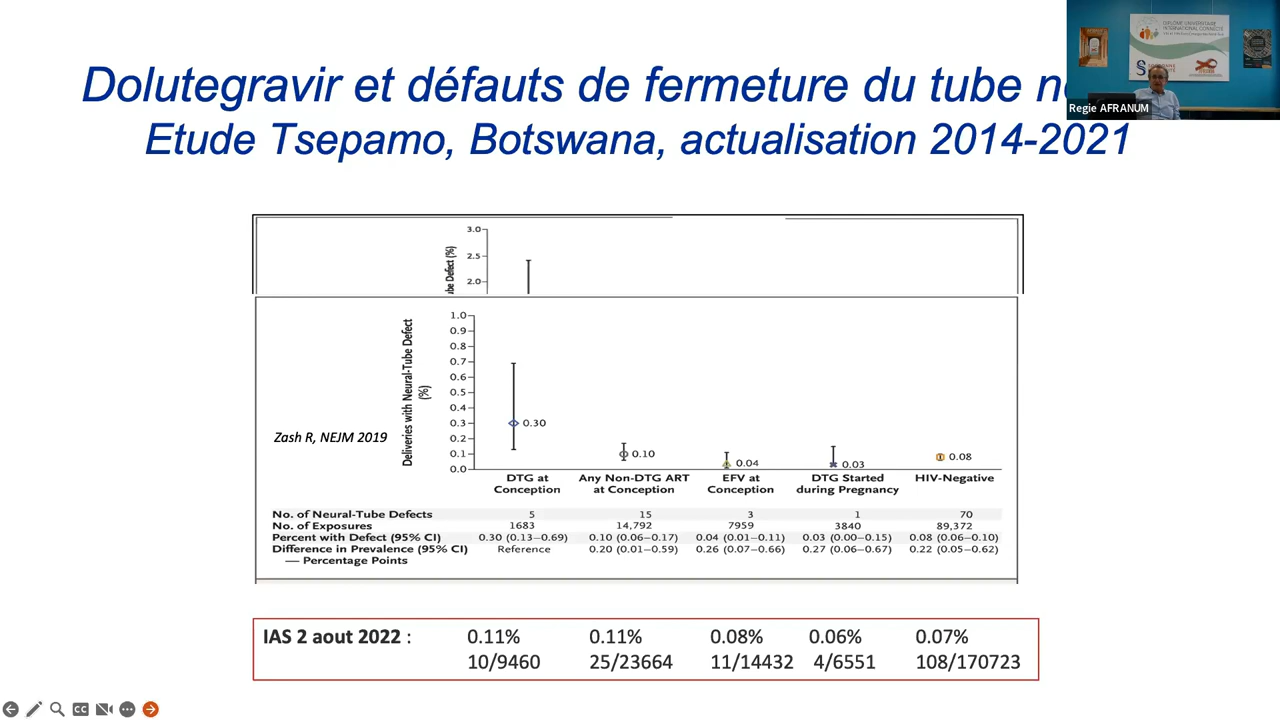 Dolutegravir et défauts de fermeture du tube
Etude Tsepamo, Botswana, actualisation 2014-2021
DIPLOME UNIVERSITAIRE
INTERNATIONAL CONNECTE
Regie AFRANUM
3.0
2.5
2.0
1.0
0.9
0.8
0.7
0.6
0.5
0.4
0.3
0.2
0.1
0.0
Deliveries with Neural-Tube Defect
(%)
0.30
0.10
0.04
0.03
0.08
Zash R, NEJM 2019
DTG at Conception
Any Non-DTG ART at Conception
EFV at Conception
DTG Started during Pregnancy
HIV-Negative
No. of Neural-Tube Defects 5 15 3 1 70
No. of Exposures 1683 14,792 7959 3840 89,372
Percent with Defect (95% CI) 0.30 (0.13–0.69) 0.10 (0.06–0.17) 0.04 (0.01–0.11) 0.03 (0.00–0.15) 0.08 (0.06–0.10)
Difference in Prevalence (95% CI) Reference 0.20 (0.01–0.59) 0.26 (0.07–0.66) 0.27 (0.06–0.67) 0.22 (0.05–0.62)
— Percentage Points
IAS 2 aout 2022 : 0.11% 0.11% 0.08% 0.06% 0.07%
10/9460 25/23664 11/14432 4/6551 108/170723
CC